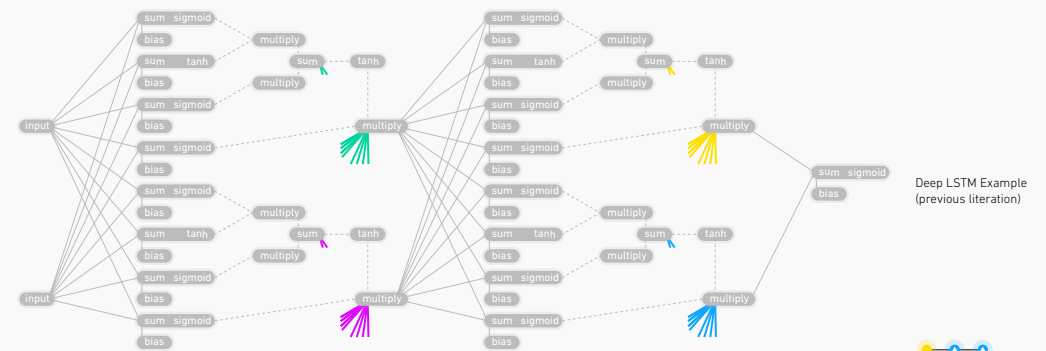 sum sigmoid
bias
sum tanh
bias
sum sigmoid
bias
sum sigmoid
bias
sum sigmoid
bias
sum tanh
bias
sum sigmoid
bias
sum sigmoid
bias
input
input
multiply
sum
tanh
multiply
multiply
multiply
sum
tanh
multiply
multiply
sum sigmoid
bias
sum tanh
bias
sum sigmoid
bias
sum sigmoid
bias
sum sigmoid
bias
sum tanh
bias
sum sigmoid
bias
sum sigmoid
bias
multiply
sum
tanh
multiply
multiply
multiply
sum
tanh
multiply
multiply
sum sigmoid
bias
Deep LSTM Example
(previous literation)